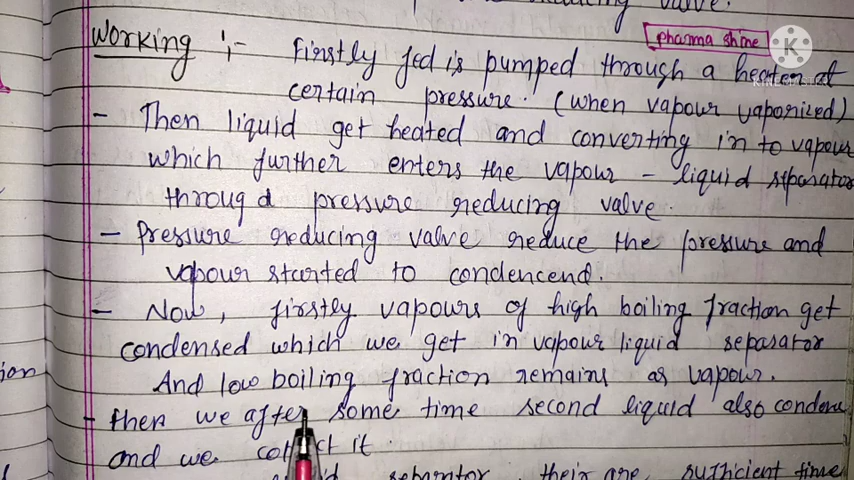 reducing valve.
pharma shine
Working :- Firstly fed is pumped through a heater at
certain pressure. (when vapour vaporized)
- Then liquid get heated and converting in to vapour
which further enters the vapour - liquid separator
throug a pressure reducing valve.
- Pressure reducing valve reduce the pressure and
vapour started to condencend.
- Now, firstly vapours of high boiling fraction get
condensed which we get in vapour liquid separator
And low boiling fraction remains as vapour.
- then we after some time second liquid also conden
and we collect it.
separator, their are sufficient time